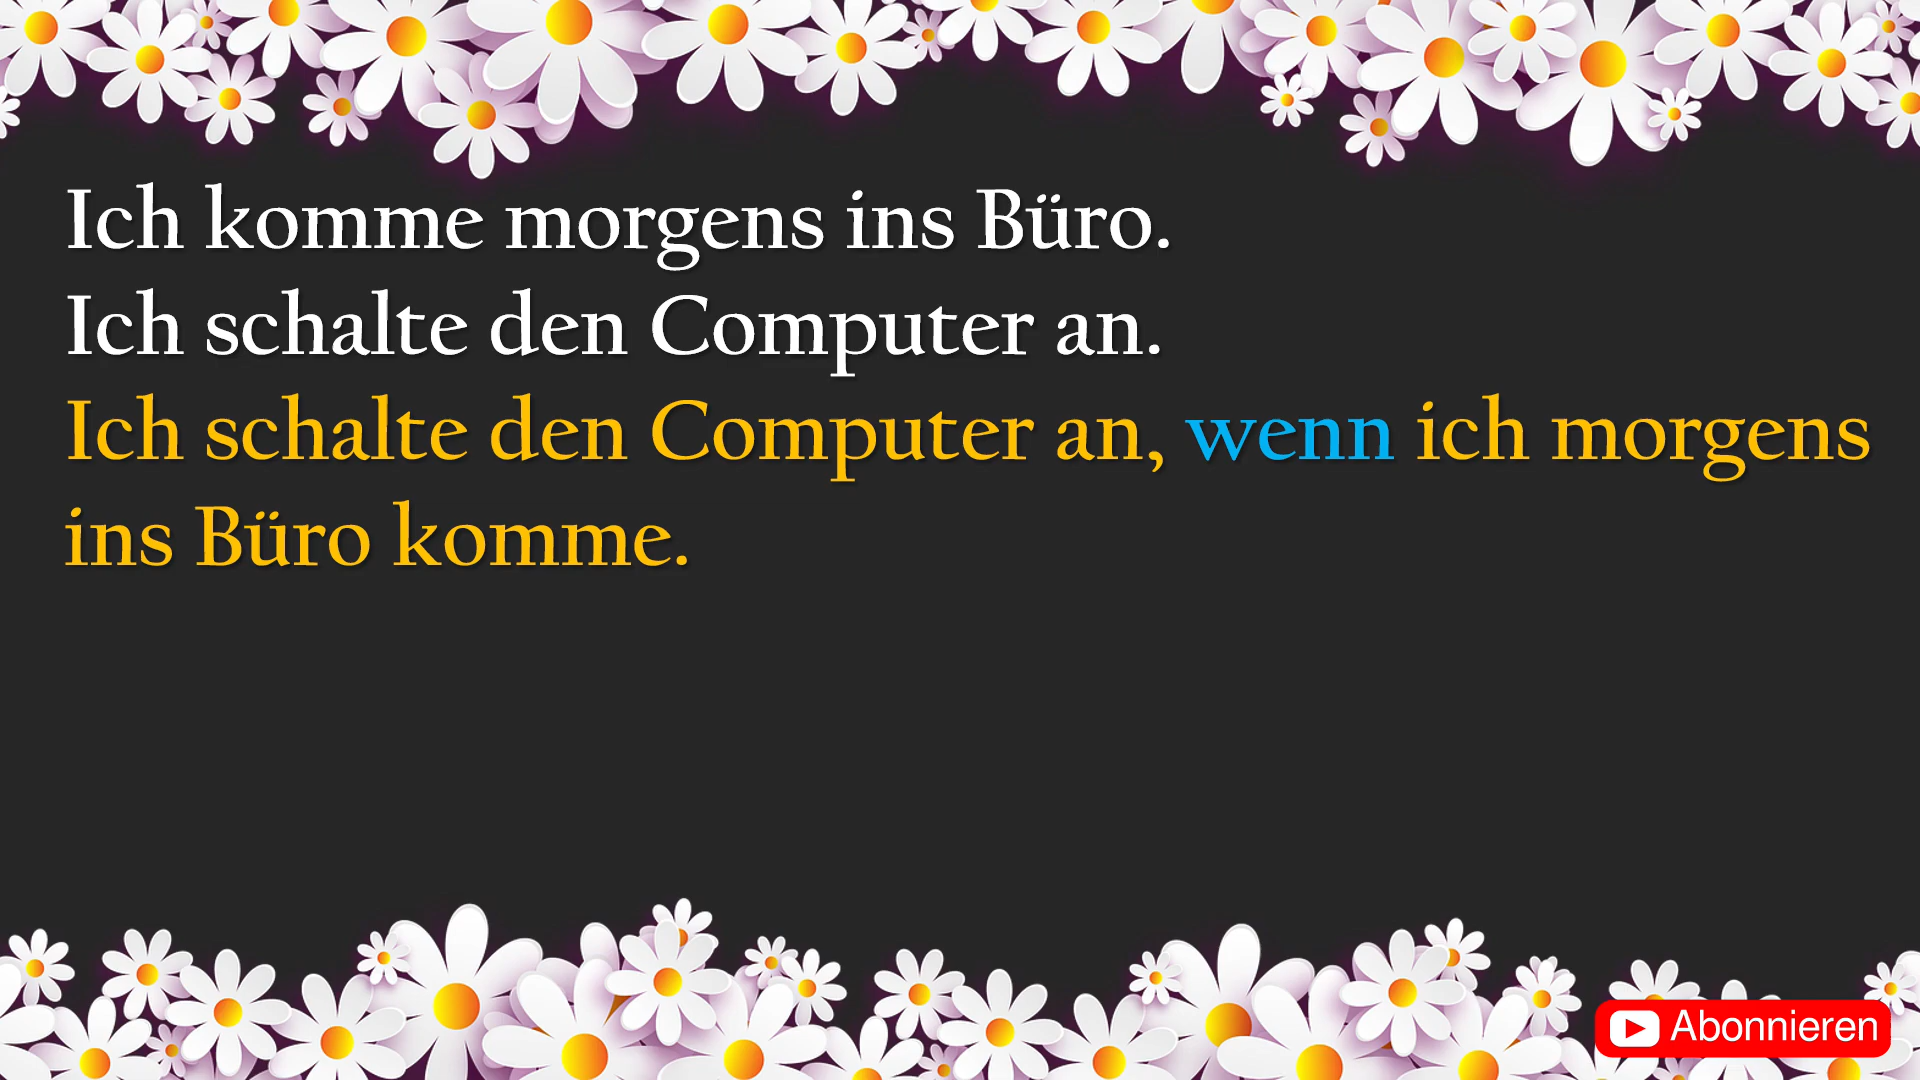 Ich komme morgens ins Büro.
Ich schalte den Computer an.
Ich schalte den Computer an, wenn ich morgens
ins Büro komme.
Abonnieren